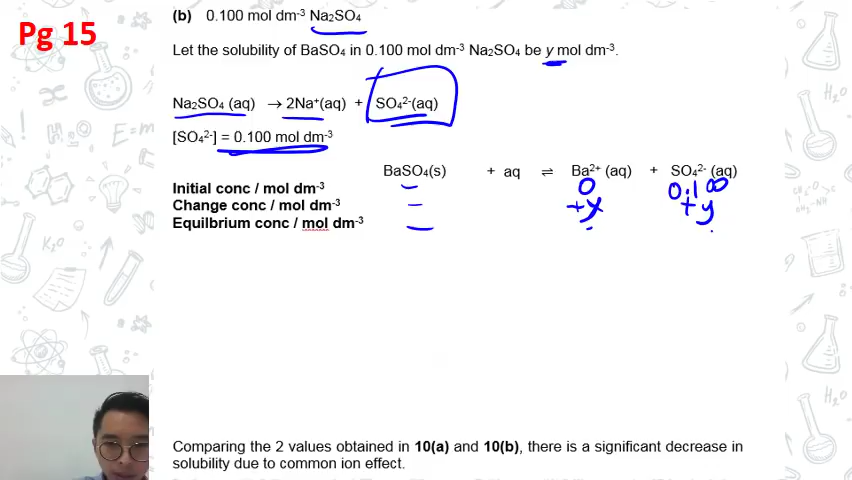 Pg 15
(b) 0.100 mol dm⁻³ Na₂SO₄
Let the solubility of BaSO₄ in 0.100 mol dm⁻³ Na₂SO₄ be y mol dm⁻³.
Na₂SO₄ (aq) → 2Na⁺(aq) + SO₄²⁻(aq)
[SO₄²⁻] = 0.100 mol dm⁻³
BaSO₄(s) + aq ⇌ Ba²⁺ (aq) + SO₄²⁻ (aq)
Initial conc / mol dm⁻³ – 0 0.100
Change conc / mol dm⁻³ – +y +y
Equilbrium conc / mol dm⁻³ –
Comparing the 2 values obtained in 10(a) and 10(b), there is a significant decrease in
solubility due to common ion effect.